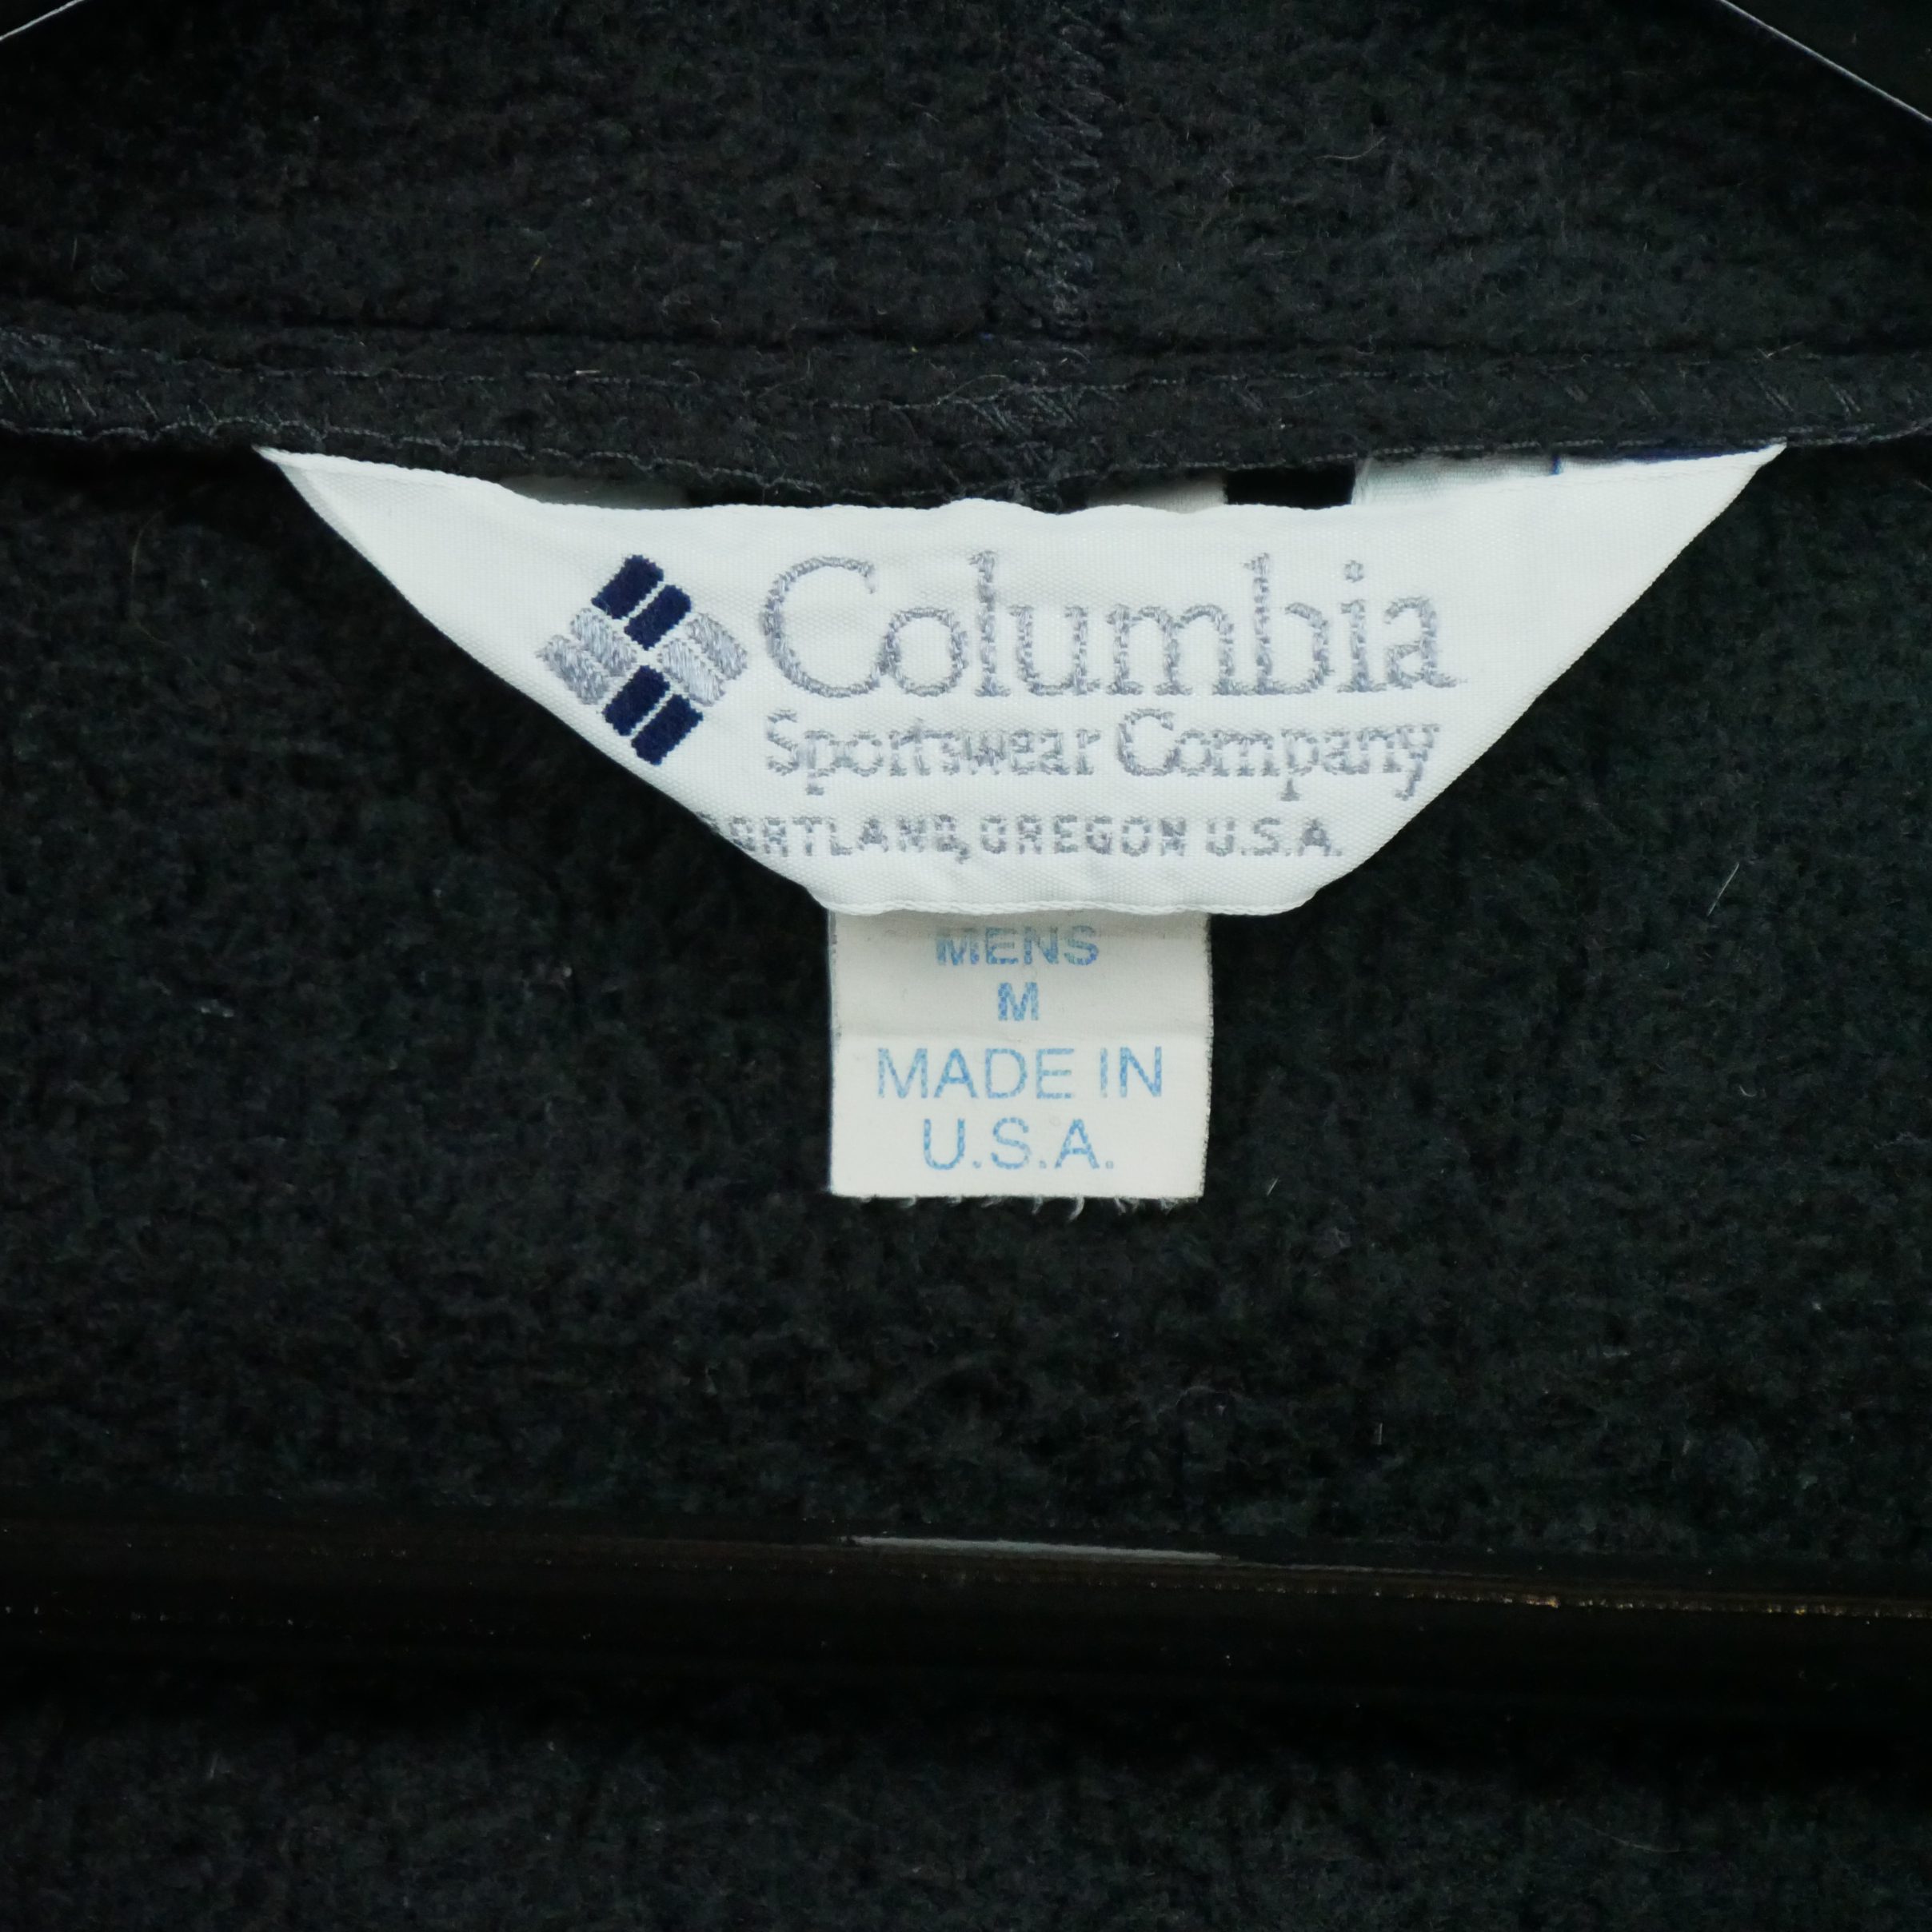 Columbia
Sportswear Company
PORTLAND, OREGON U.S.A.
MENS
M
MADE IN
U.S.A.